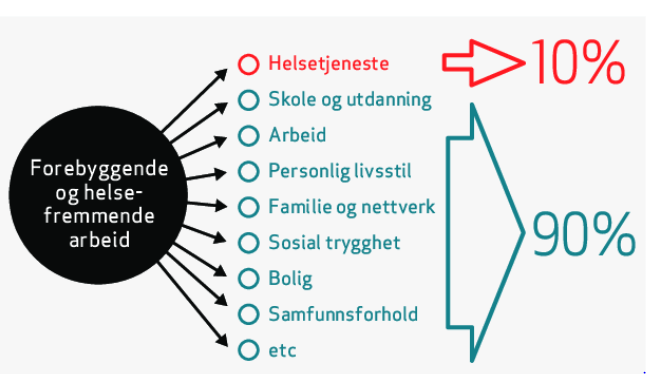 Forebyggende
og helse-
fremmende
arbeid
Helsetjeneste
Skole og utdanning
Arbeid
Personlig livsstil
Familie og nettverk
Sosial trygghet
Bolig
Samfunnsforhold
etc
10%
90%